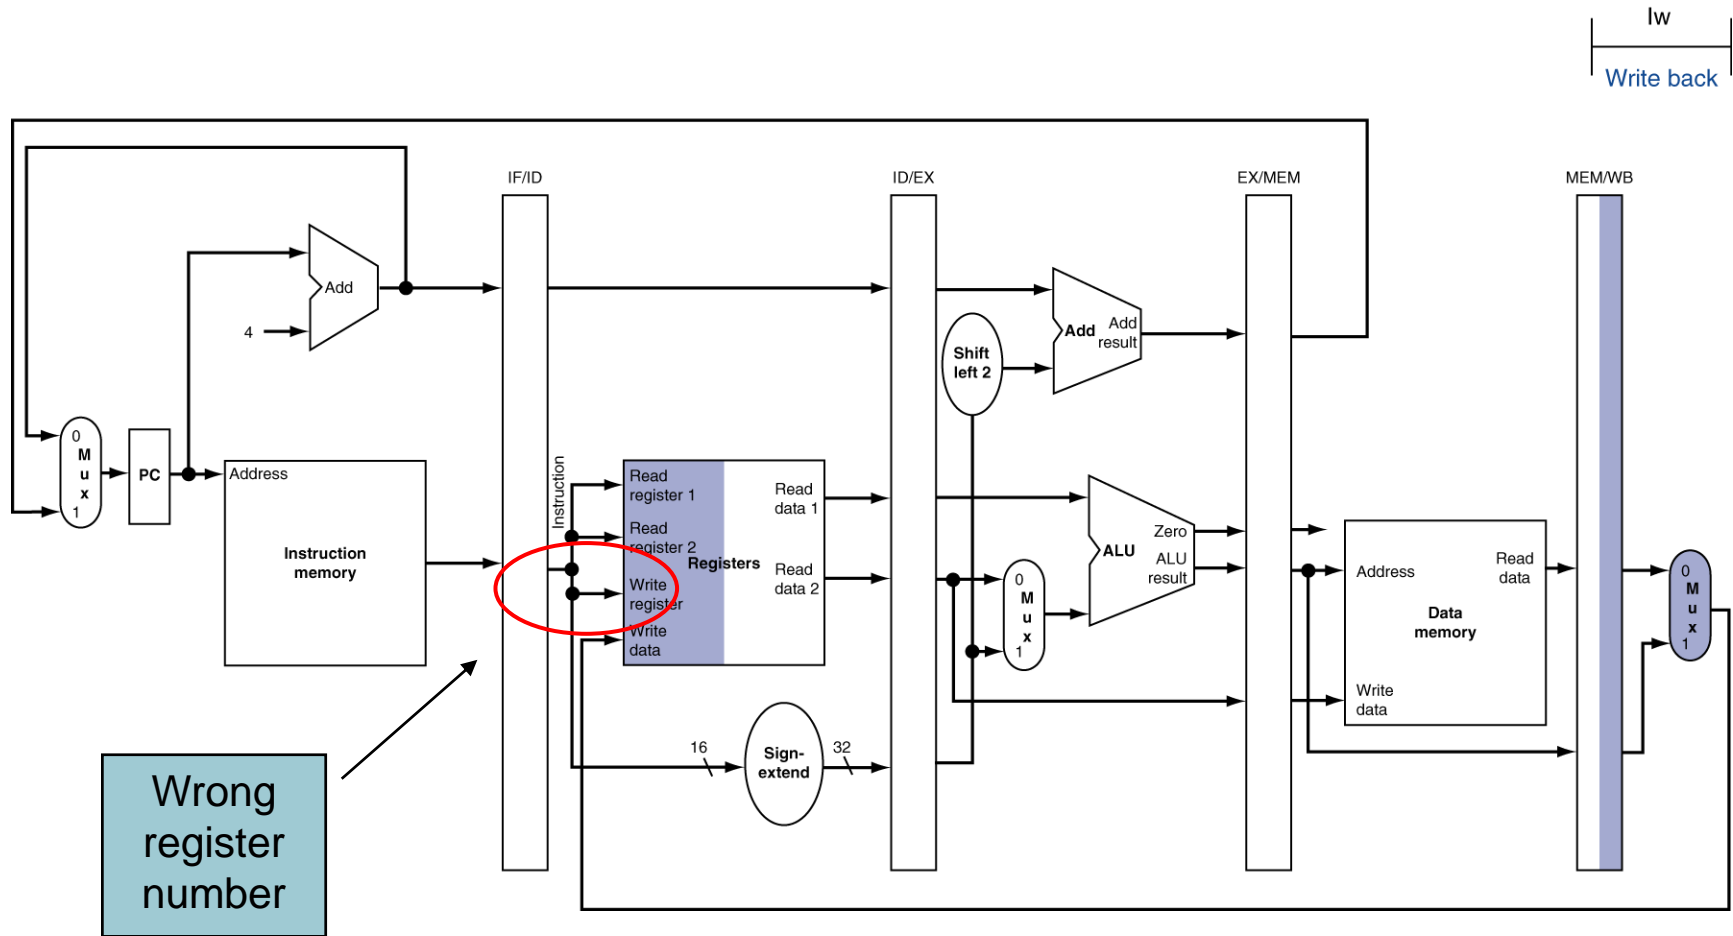 lw
Write back
IF/ID
ID/EX
EX/MEM
MEM/WB
Add
4
Shift
left 2
Add
Add
result
0
M
u
x
1
PC
Address
Instruction
memory
Instruction
Read
register 1
Read
register 2
Write
register
Write
data
Registers
Read
data 1
Read
data 2
16
Sign-
extend
32
0
M
u
x
1
Zero
ALU
ALU
result
Address
Read
data
Data
memory
Write
data
0
M
u
x
1
Wrong
register
number